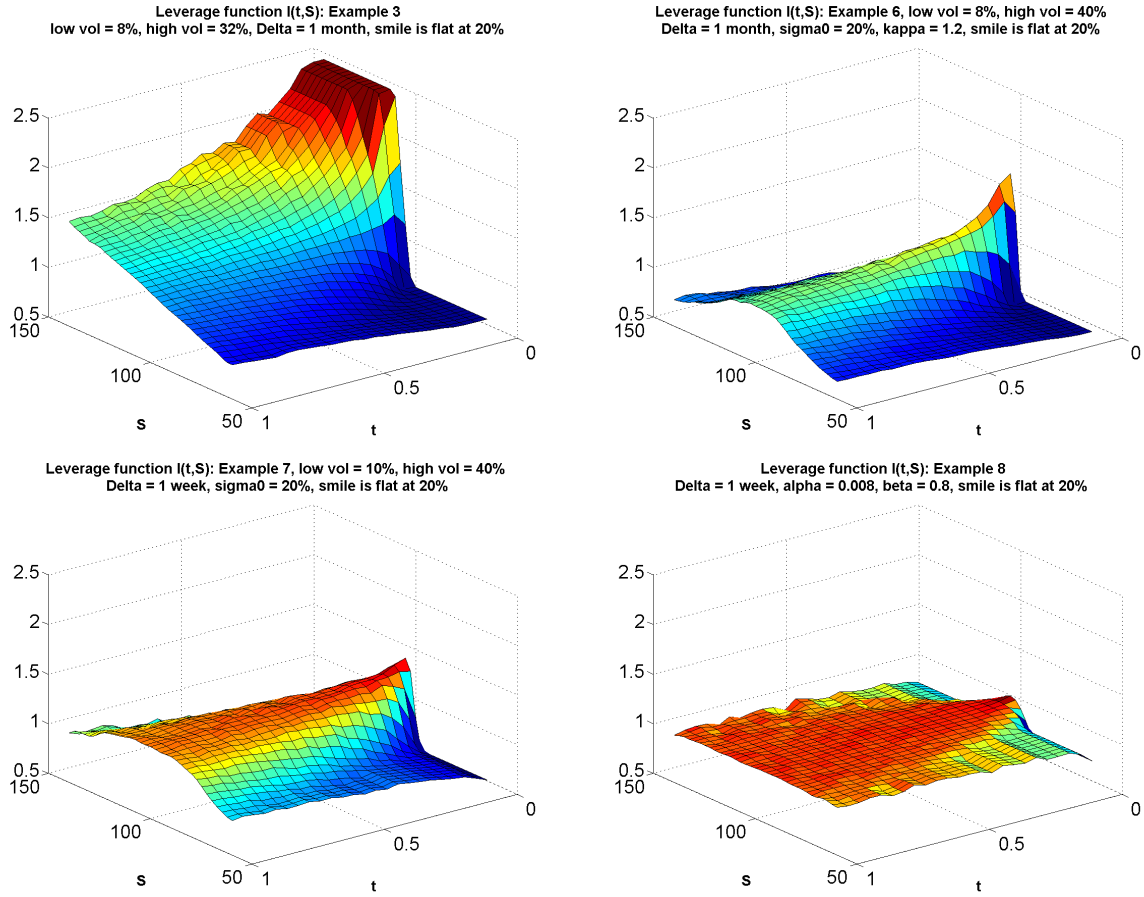 Leverage function l(t,S): Example 3
low vol = 8%, high vol = 32%, Delta = 1 month, smile is flat at 20%
2.5
2
1.5
1
0.5
150
100
50
S
1
0.5
0
t
Leverage function l(t,S): Example 6, low vol = 8%, high vol = 40%
Delta = 1 month, sigma0 = 20%, kappa = 1.2, smile is flat at 20%
2.5
2
1.5
1
0.5
150
100
50
S
1
0.5
0
t
Leverage function l(t,S): Example 7, low vol = 10%, high vol = 40%
Delta = 1 week, sigma0 = 20%, smile is flat at 20%
2.5
2
1.5
1
0.5
150
100
50
S
1
0.5
0
t
Leverage function l(t,S): Example 8
Delta = 1 week, alpha = 0.008, beta = 0.8, smile is flat at 20%
2.5
2
1.5
1
0.5
150
100
50
S
1
0.5
0
t